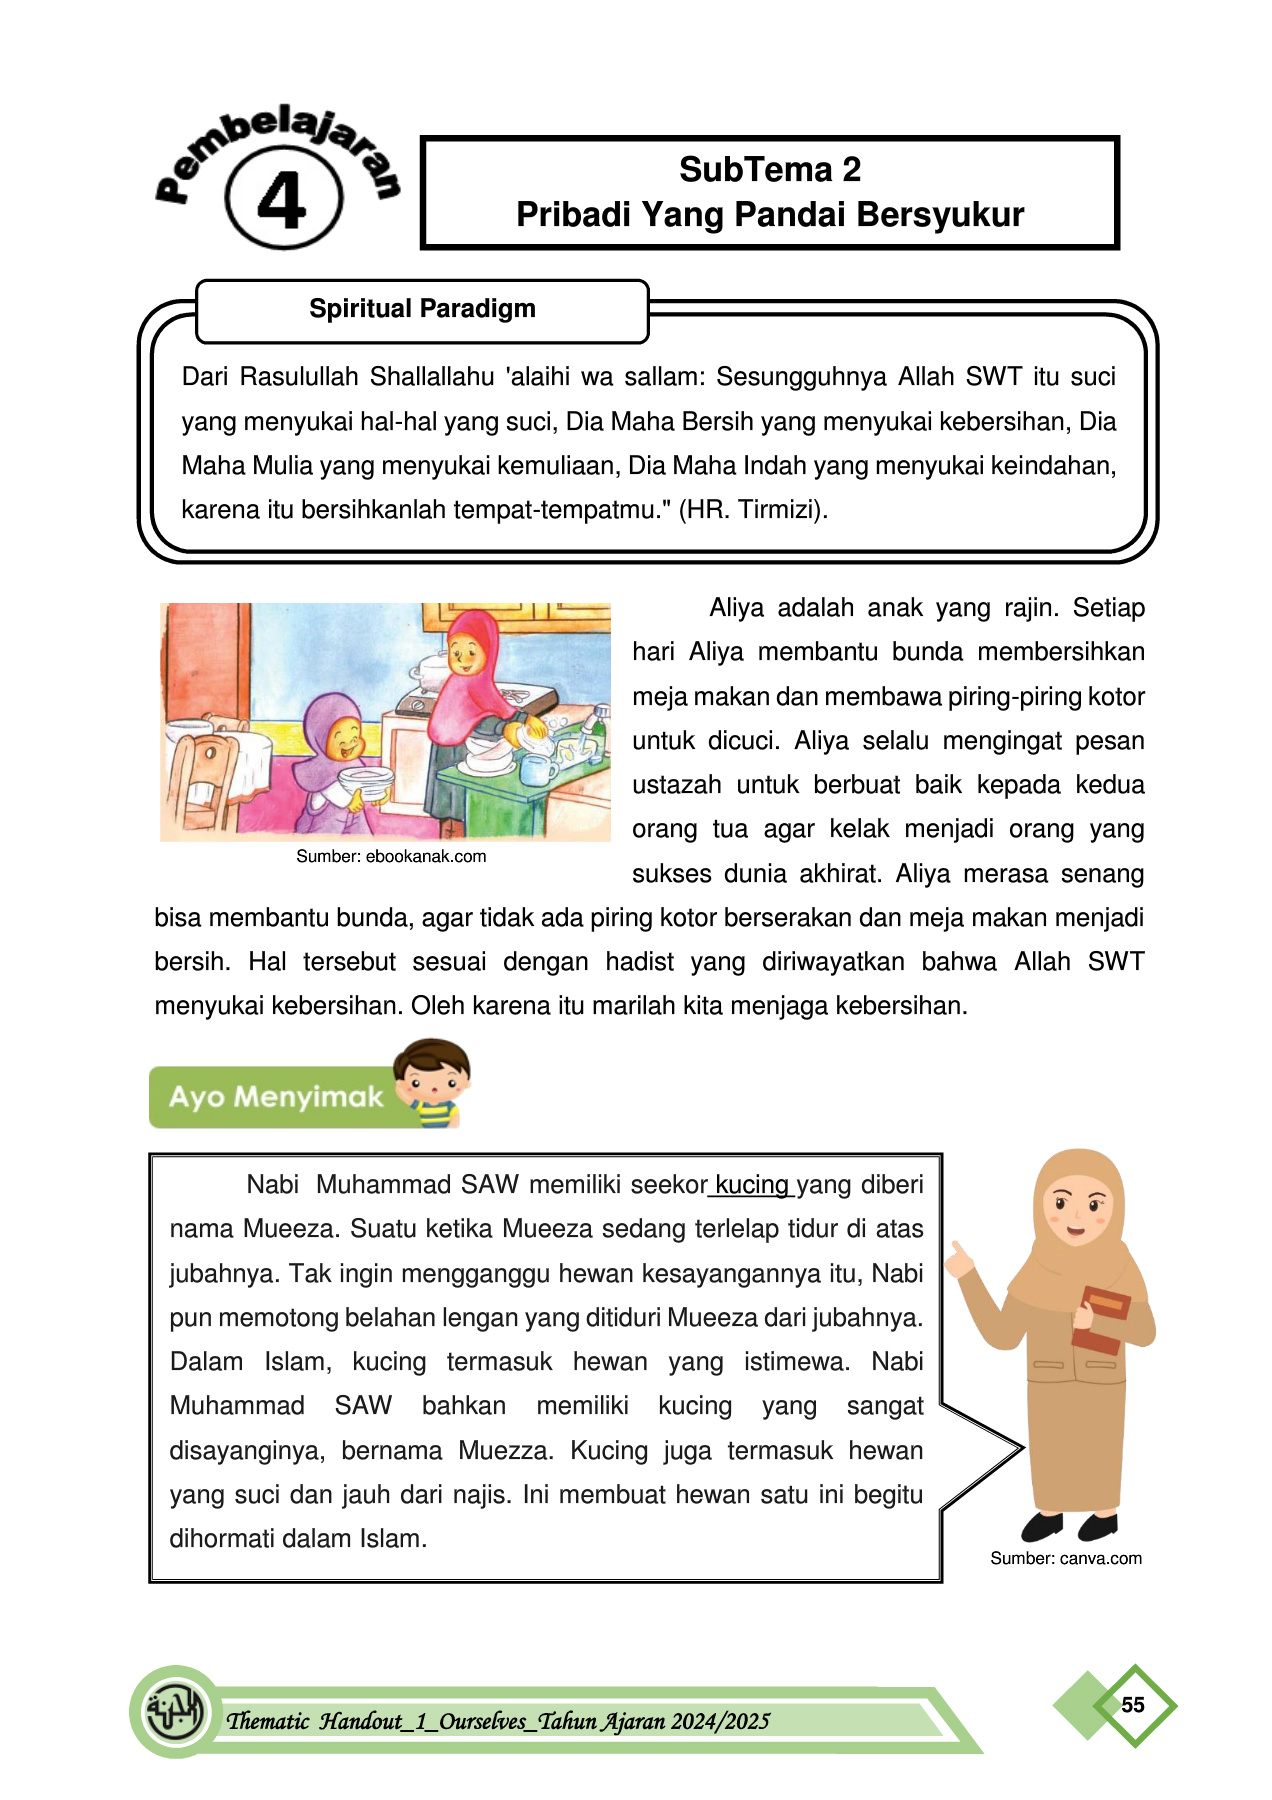 Pembelajaran
4
SubTema 2
Pribadi Yang Pandai Bersyukur
Spiritual Paradigm
Dari Rasulullah Shallallahu 'alaihi wa sallam: Sesungguhnya Allah SWT itu suci
yang menyukai hal-hal yang suci, Dia Maha Bersih yang menyukai kebersihan, Dia
Maha Mulia yang menyukai kemuliaan, Dia Maha Indah yang menyukai keindahan,
karena itu bersihkanlah tempat-tempatmu." (HR. Tirmizi).
Aliya adalah anak yang rajin. Setiap
hari Aliya membantu bunda membersihkan
meja makan dan membawa piring-piring kotor
untuk dicuci. Aliya selalu mengingat pesan
ustazah untuk berbuat baik kepada kedua
orang tua agar kelak menjadi orang yang
sukses dunia akhirat. Aliya merasa senang
Sumber: ebookanak.com
bisa membantu bunda, agar tidak ada piring kotor berserakan dan meja makan menjadi
bersih. Hal tersebut sesuai dengan hadist yang diriwayatkan bahwa Allah SWT
menyukai kebersihan. Oleh karena itu marilah kita menjaga kebersihan.
Ayo Menyimak
Nabi Muhammad SAW memiliki seekor kucing yang diberi
nama Mueeza. Suatu ketika Mueeza sedang terlelap tidur di atas
jubahnya. Tak ingin mengganggu hewan kesayangannya itu, Nabi
pun memotong belahan lengan yang ditiduri Mueeza dari jubahnya.
Dalam Islam, kucing termasuk hewan yang istimewa. Nabi
Muhammad SAW bahkan memiliki kucing yang sangat
disayanginya, bernama Muezza. Kucing juga termasuk hewan
yang suci dan jauh dari najis. Ini membuat hewan satu ini begitu
dihormati dalam Islam.
Sumber: canva.com
Thematic Handout_1_Ourselves_Tahun Ajaran 2024/2025
55